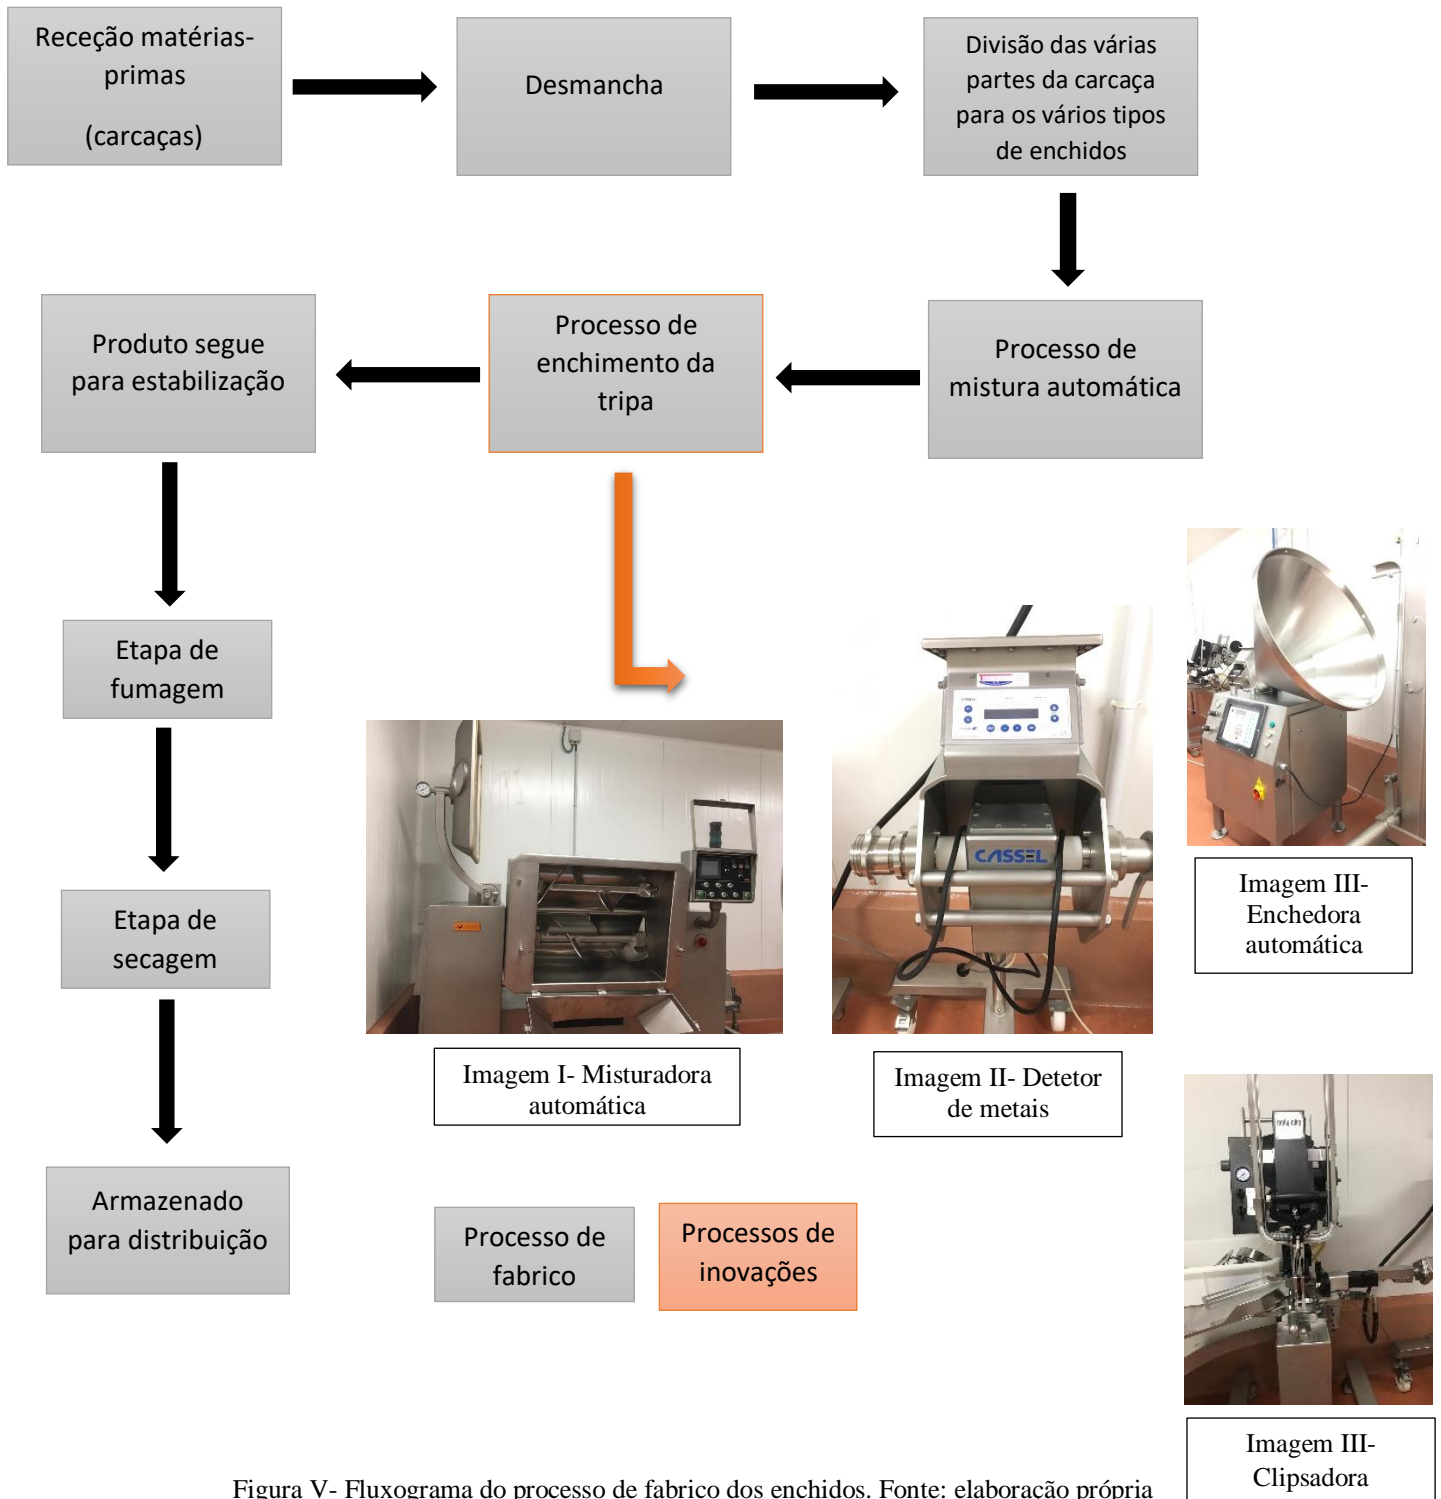 Receção matérias-
primas
(carcaças)
Desmancha
Divisão das várias
partes da carcaça
para os vários tipos
de enchidos
Produto segue
para estabilização
Processo de
enchimento da
tripa
Processo de
mistura automática
Etapa de
fumagem
Etapa de
secagem
Armazenado
para distribuição
CASSEL
Imagem I- Misturadora
automática
Imagem II- Detetor
de metais
Imagem III-
Enchedora
automática
Processo de
fabrico
Processos de
inovações
Imagem III-
Clipsadora
Figura V- Fluxograma do processo de fabrico dos enchidos. Fonte: elaboração própria